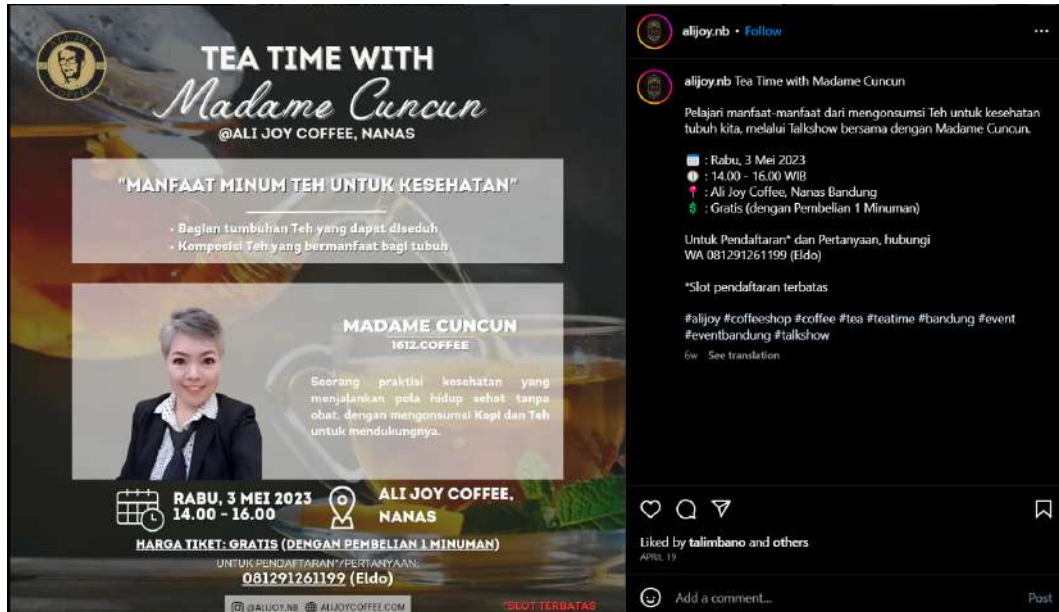 ALI JOY
COFFEE
TEA TIME WITH
Madame Cuncun
@ALI JOY COFFEE, NANAS
"MANFAAT MINUM TEH UNTUK KESEHATAN"
• Bagian tumbuhan Teh yang dapat diseduh
• Komposisi Teh yang bermanfaat bagi tubuh
MADAME CUNCUN
1612.COFFEE
Seorang praktisi kesehatan yang
menjalankan pola hidup sehat tanpa
obat, dengan mengonsumsi Kopi dan Teh
untuk mendukungnya.
RABU, 3 MEI 2023
14.00 - 16.00
ALI JOY COFFEE,
NANAS
HARGA TIKET: GRATIS (DENGAN PEMBELIAN 1 MINUMAN)
UNTUK PENDAFTARAN*/PERTANYAAN:
081291261199 (Eldo)
@ALIJOY.NB ALIJOYCOFFEE.COM
*SLOT TERBATAS
alijoy.nb • Follow
alijoy.nb Tea Time with Madame Cuncun
Pelajari manfaat-manfaat dari mengonsumsi Teh untuk kesehatan
tubuh kita, melalui Talkshow bersama dengan Madame Cuncun.
: Rabu, 3 Mei 2023
: 14.00 - 16.00 WIB
: Ali Joy Coffee, Nanas Bandung
: Gratis (dengan Pembelian 1 Minuman)
Untuk Pendaftaran* dan Pertanyaan, hubungi
WA 081291261199 (Eldo)
*Slot pendaftaran terbatas
#alijoy #coffeeshop #coffee #tea #teatime #bandung #event
#eventbandung #talkshow
6w See translation
Liked by talimbano and others
APRIL 19
Add a comment...
Post